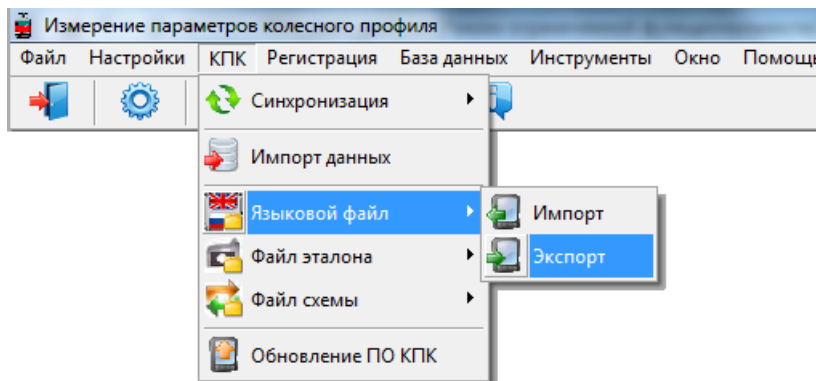 Измерение параметров колесного профиля
Файл Настройки КПК Регистрация База данных Инструменты Окно Помощь
Синхронизация
Импорт данных
Языковой файл
Импорт
Экспорт
Файл эталона
Файл схемы
Обновление ПО КПК